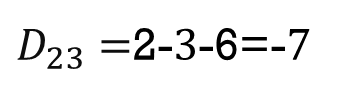 D₂₃ =2-3-6=-7